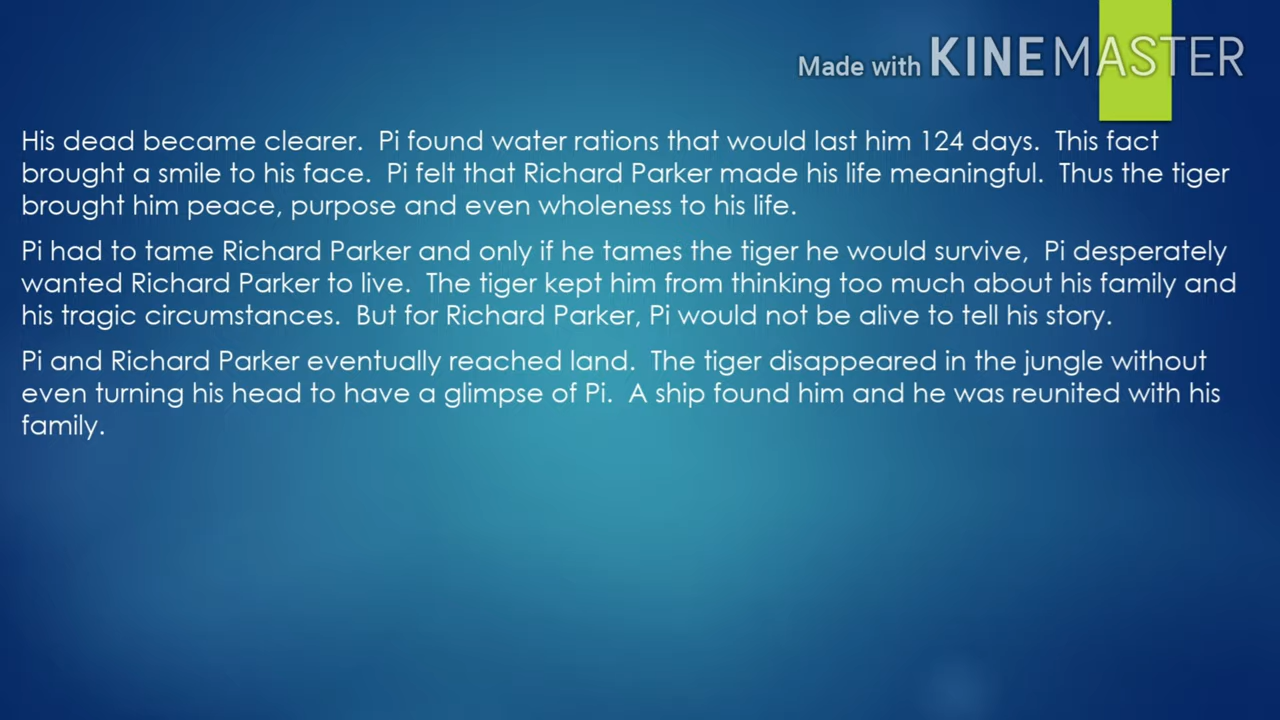 Made with KINEMASTER
His dead became clearer. Pi found water rations that would last him 124 days. This fact
brought a smile to his face. Pi felt that Richard Parker made his life meaningful. Thus the tiger
brought him peace, purpose and even wholeness to his life.
Pi had to tame Richard Parker and only if he tames the tiger he would survive, Pi desperately
wanted Richard Parker to live. The tiger kept him from thinking too much about his family and
his tragic circumstances. But for Richard Parker, Pi would not be alive to tell his story.
Pi and Richard Parker eventually reached land. The tiger disappeared in the jungle without
even turning his head to have a glimpse of Pi. A ship found him and he was reunited with his
family.